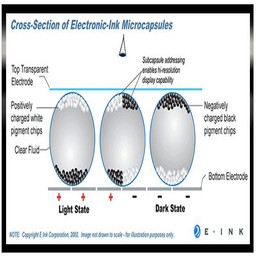 Cross-Section of Electronic-Ink Microcapsules
Top Transparent
Electrode
Subcapsule addressing
enables hi-resolution
display capability
Positively
charged white
pigment chips
Negatively
charged black
pigment chips
Clear Fluid
Bottom Electrode
+ + + - - -
Light State
Dark State
NOTE: Copyright E Ink Corporation, 2002. Image not drawn to scale - for illustration purposes only.
E - INK